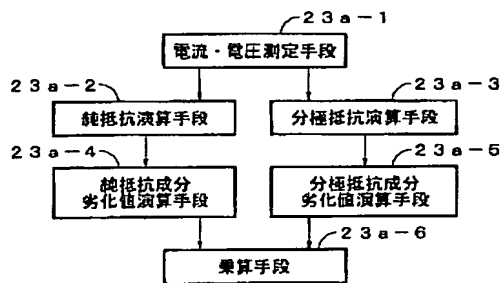 23a-1
電流・電圧測定手段
23a-2
23a-3
純抵抗演算手段
分極抵抗演算手段
23a-4
23a-5
純抵抗成分
劣化値演算手段
分極抵抗成分
劣化値演算手段
23a-6
乗算手段